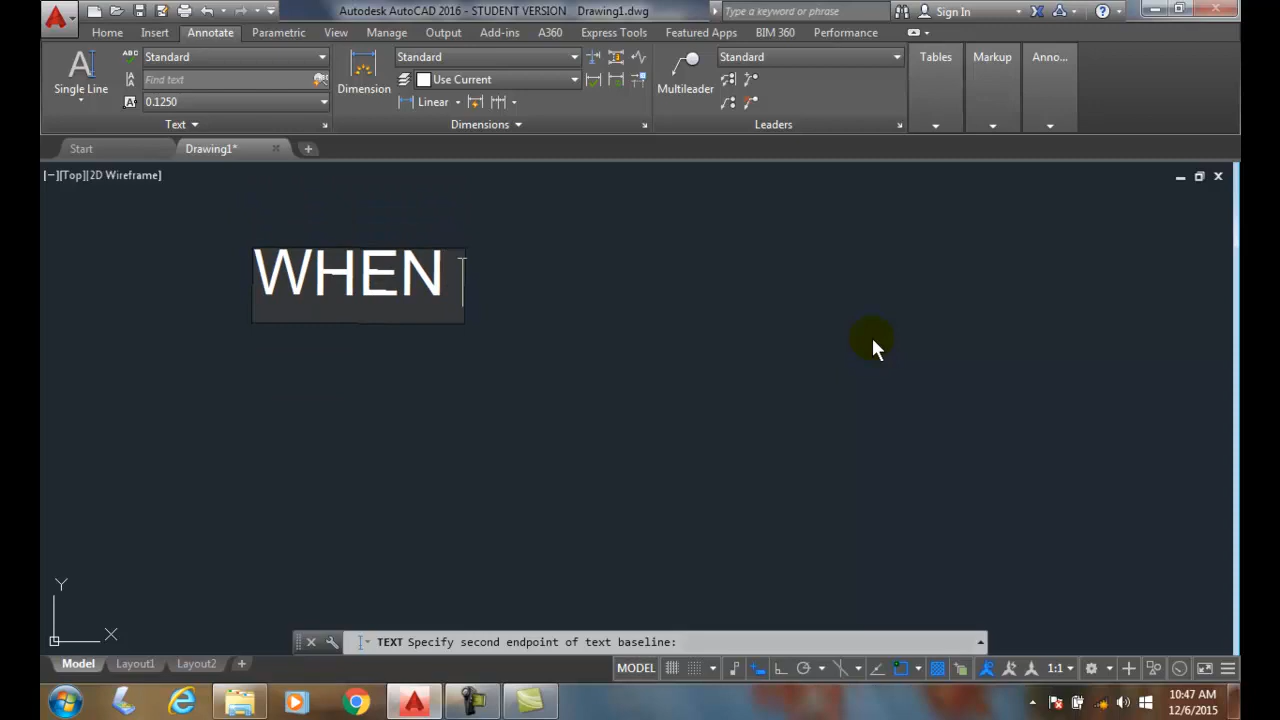 Autodesk AutoCAD 2016 - STUDENT VERSION Drawing1.dwg
Type a keyword or phrase
Sign In
Home Insert Annotate Parametric View Manage Output Add-ins A360 Express Tools Featured Apps BIM 360 Performance
Single Line
ABC Standard
Find text
0.1250
Text
Dimension
Standard
Use Current
Linear
Dimensions
Multileader
Standard
Leaders
Tables
Markup
Anno...
Start Drawing1*
[−][Top][2D Wireframe]
WHEN
Y
X
TEXT Specify second endpoint of text baseline:
Model Layout1 Layout2 MODEL 1:1
10:47 AM
12/6/2015